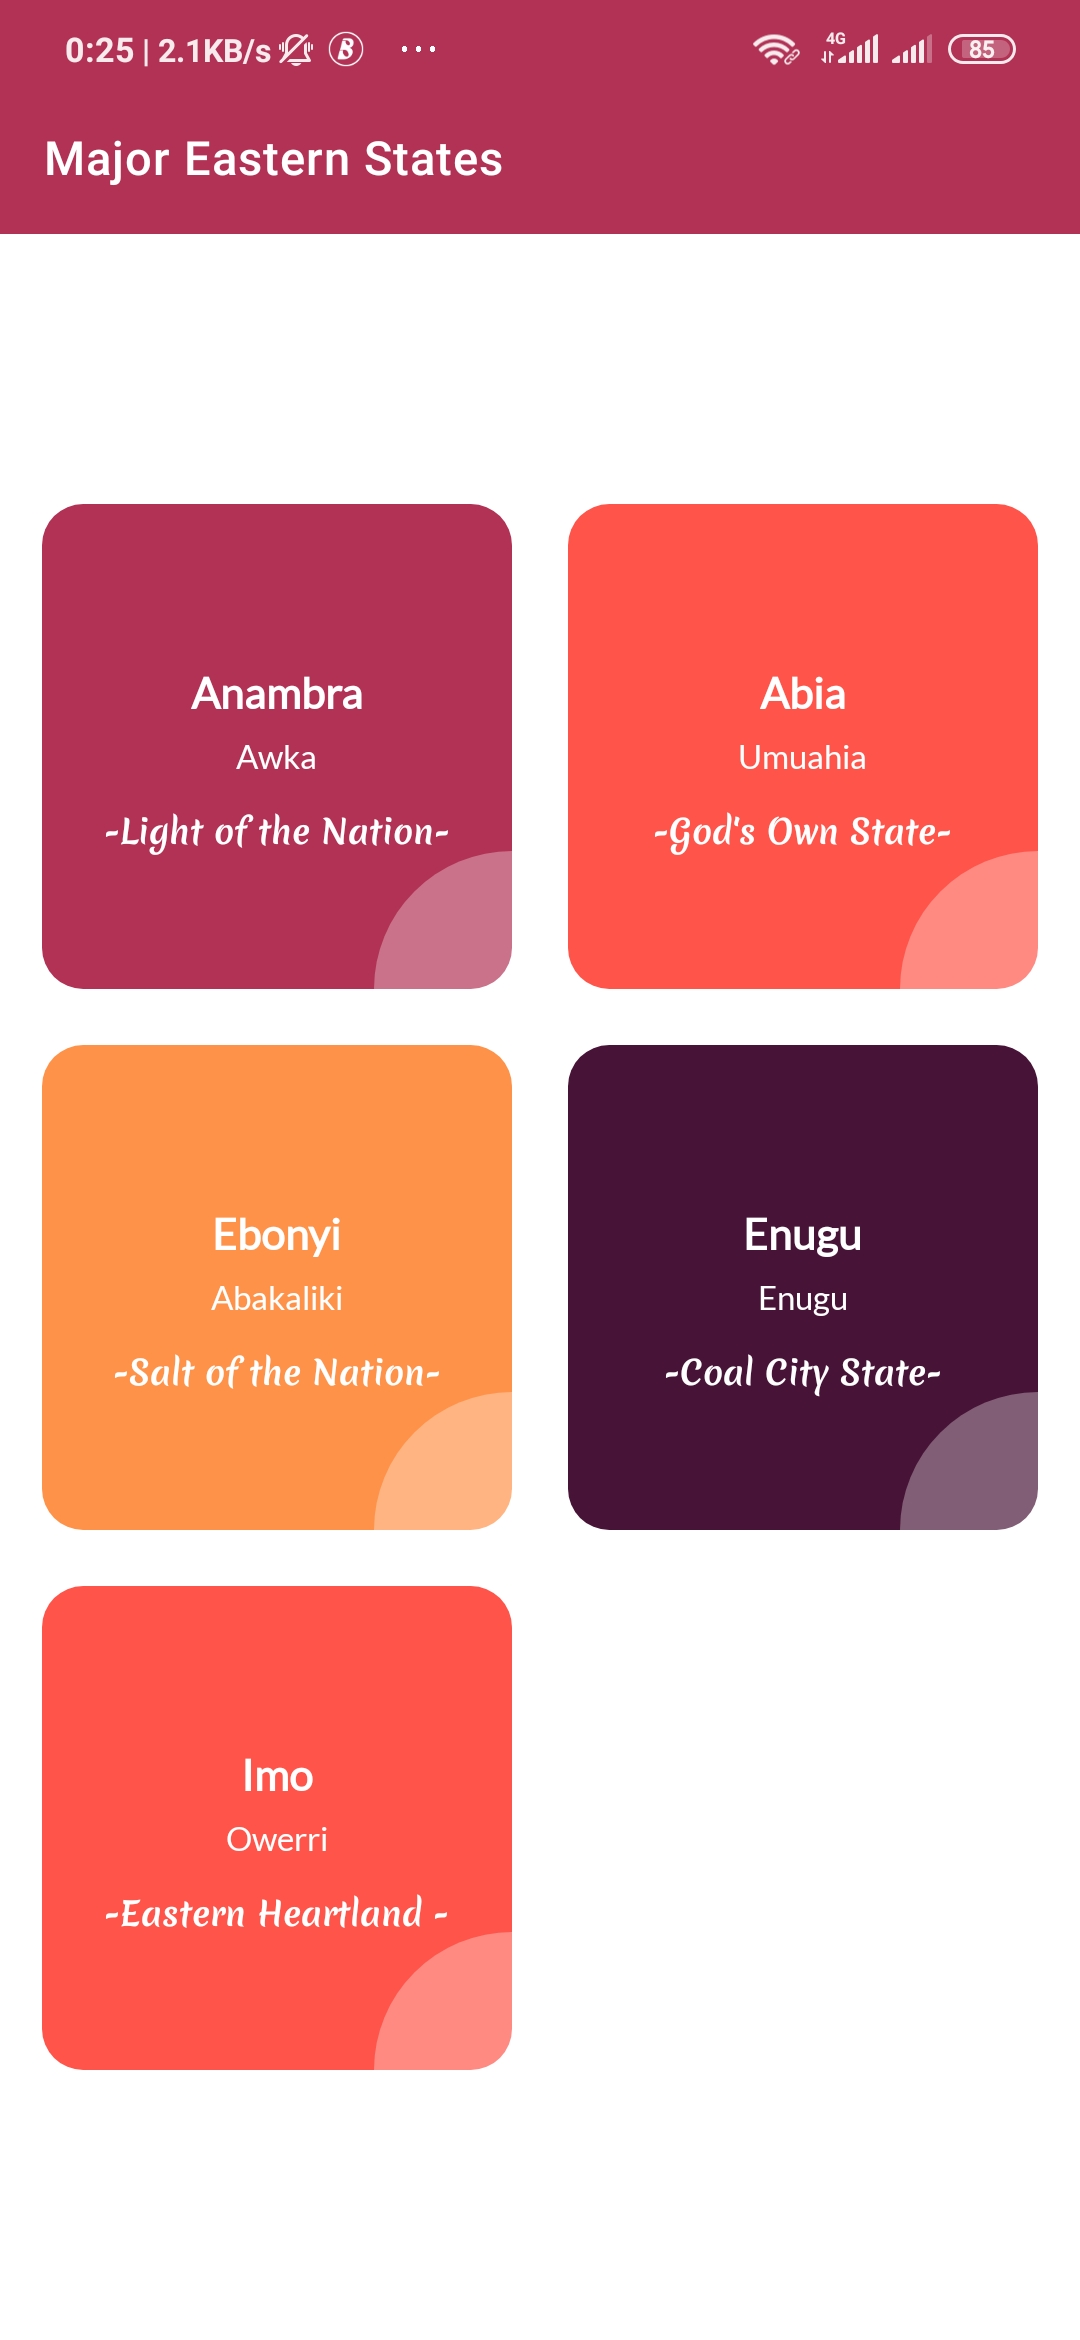 0:25 | 2.1KB/s B ... 4G 85
Major Eastern States
Anambra
Awka
-Light of the Nation-
Abia
Umuahia
-God's Own State-
Ebonyi
Abakaliki
-Salt of the Nation-
Enugu
Enugu
-Coal City State-
Imo
Owerri
-Eastern Heartland -